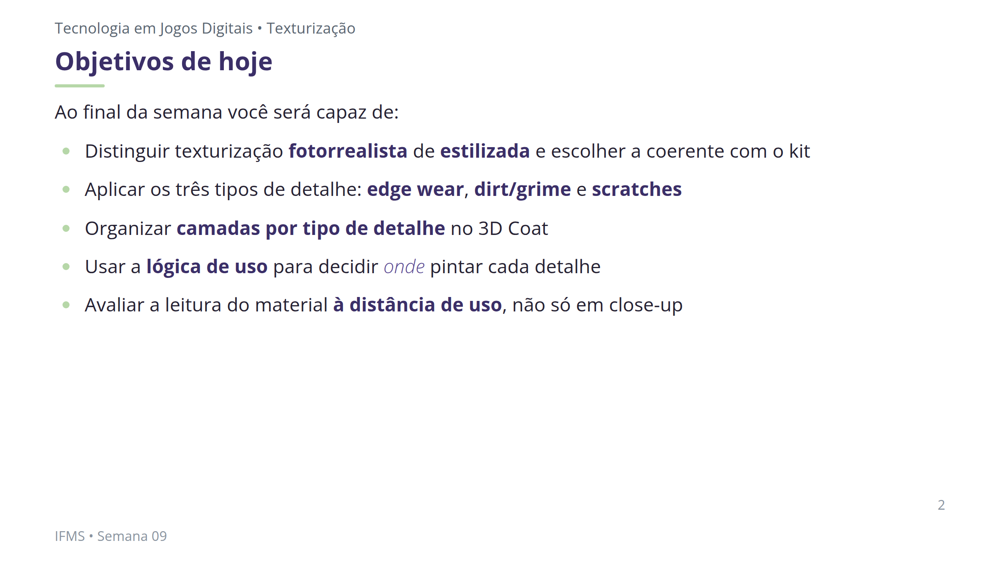 Tecnologia em Jogos Digitais • Texturização
Objetivos de hoje
Ao final da semana você será capaz de:
• Distinguir texturização fotorrealista de estilizada e escolher a coerente com o kit
• Aplicar os três tipos de detalhe: edge wear, dirt/grime e scratches
• Organizar camadas por tipo de detalhe no 3D Coat
• Usar a lógica de uso para decidir onde pintar cada detalhe
• Avaliar a leitura do material à distância de uso, não só em close-up
2
IFMS • Semana 09